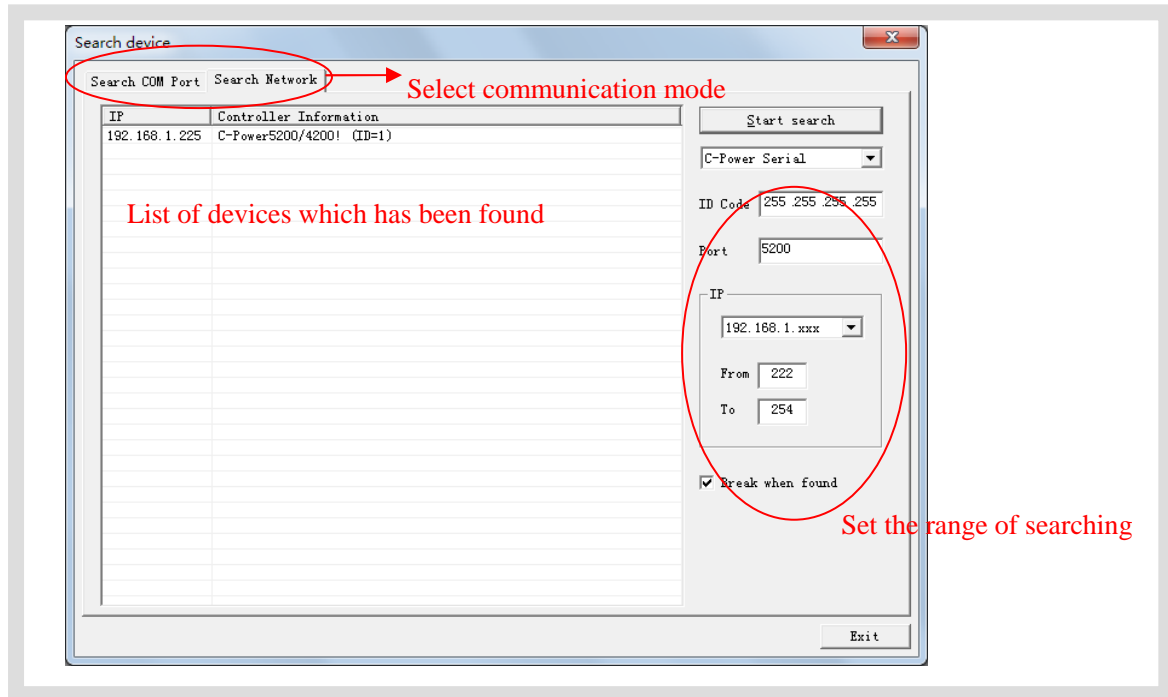 Search device
Search COM Port Search Network
Select communication mode
IP Controller Information
192.168.1.225 C-Power5200/4200! (ID=1)
List of devices which has been found
Start search
C-Power Serial
ID Code 255 .255 .255 .255
Port 5200
IP
192.168.1.xxx
From 222
To 254
Break when found
Set the range of searching
Exit